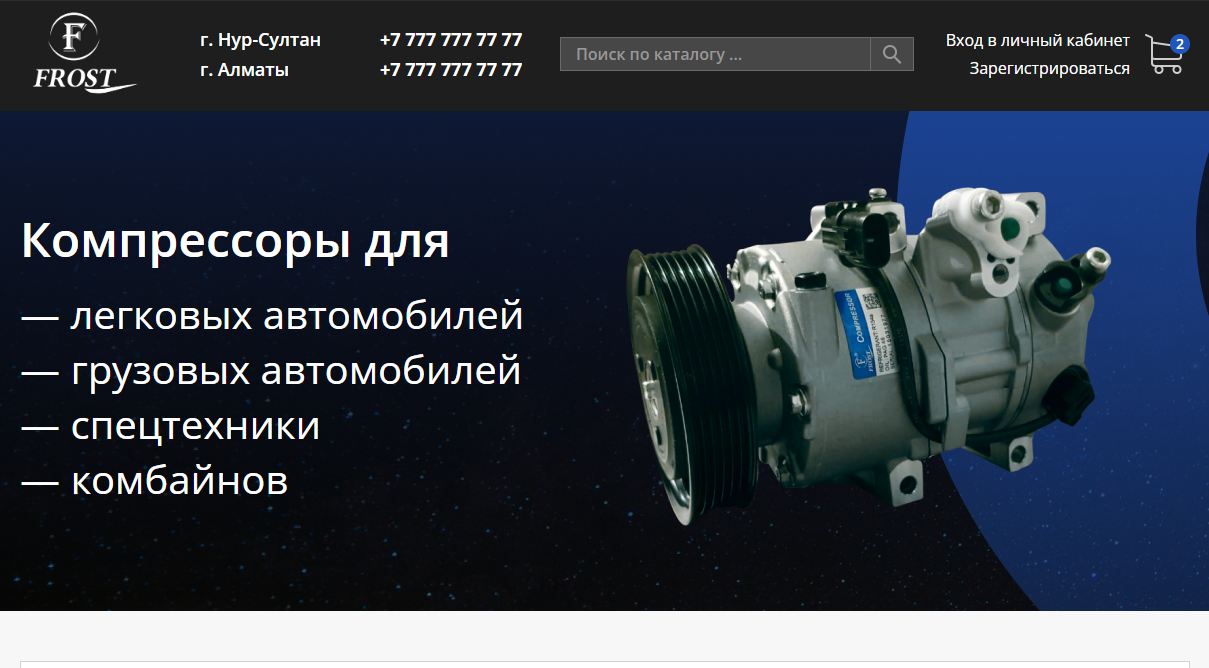 F
FROST
г. Нур-Султан
+7 777 777 77 77
г. Алматы
+7 777 777 77 77
Поиск по каталогу ...
Вход в личный кабинет
Зарегистрироваться
2
Компрессоры для
— легковых автомобилей
— грузовых автомобилей
— спецтехники
— комбайнов
COMPRESSOR
FROST